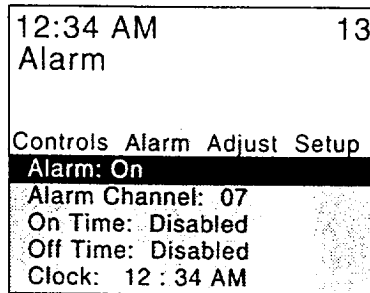 12:34 AM 13
Alarm
Controls Alarm Adjust Setup
Alarm: On
Alarm Channel: 07
On Time: Disabled
Off Time: Disabled
Clock: 12 : 34 AM